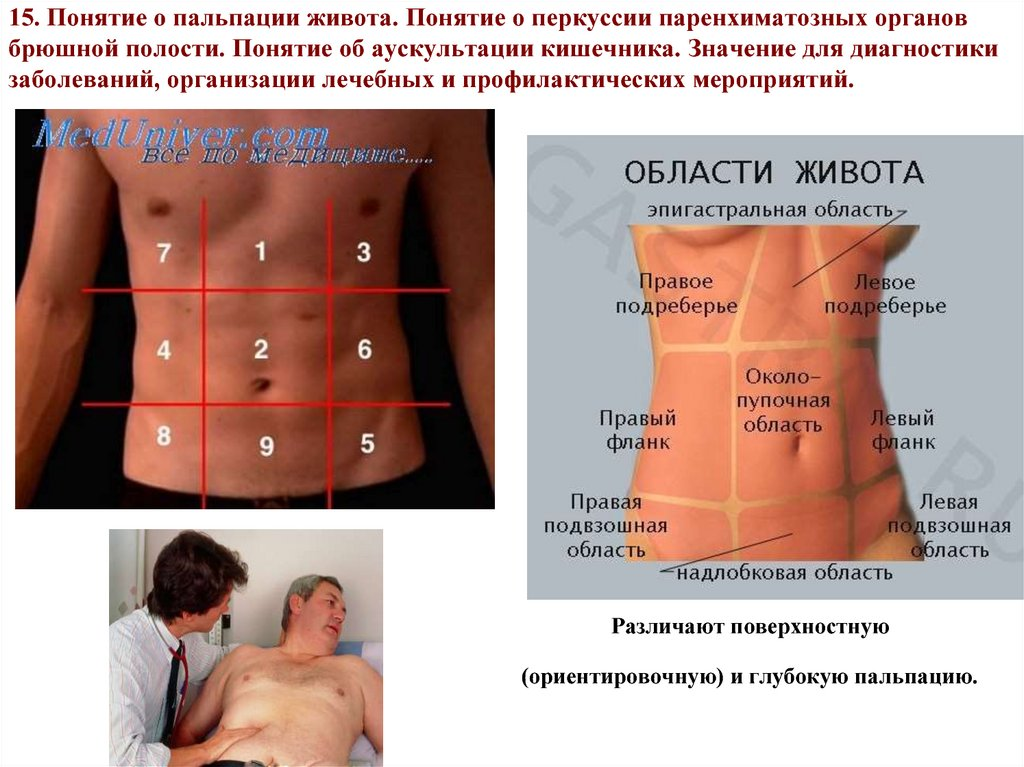 15. Понятие о пальпации живота. Понятие о перкуссии паренхиматозных органов
брюшной полости. Понятие об аускультации кишечника. Значение для диагностики
заболеваний, организации лечебных и профилактических мероприятий.
MedUniver.com
все по медицине....
7 1 3
4 2 6
8 9 5
GAST
RU
ОБЛАСТИ ЖИВОТА
эпигастральная область
Правое
подреберье
Левое
подреберье
Около-
пупочная
область
Правый
фланк
Левый
фланк
Правая
подвзошная
область
Левая
подвзошная
область
надлобковая область
Различают поверхностную
(ориентировочную) и глубокую пальпацию.